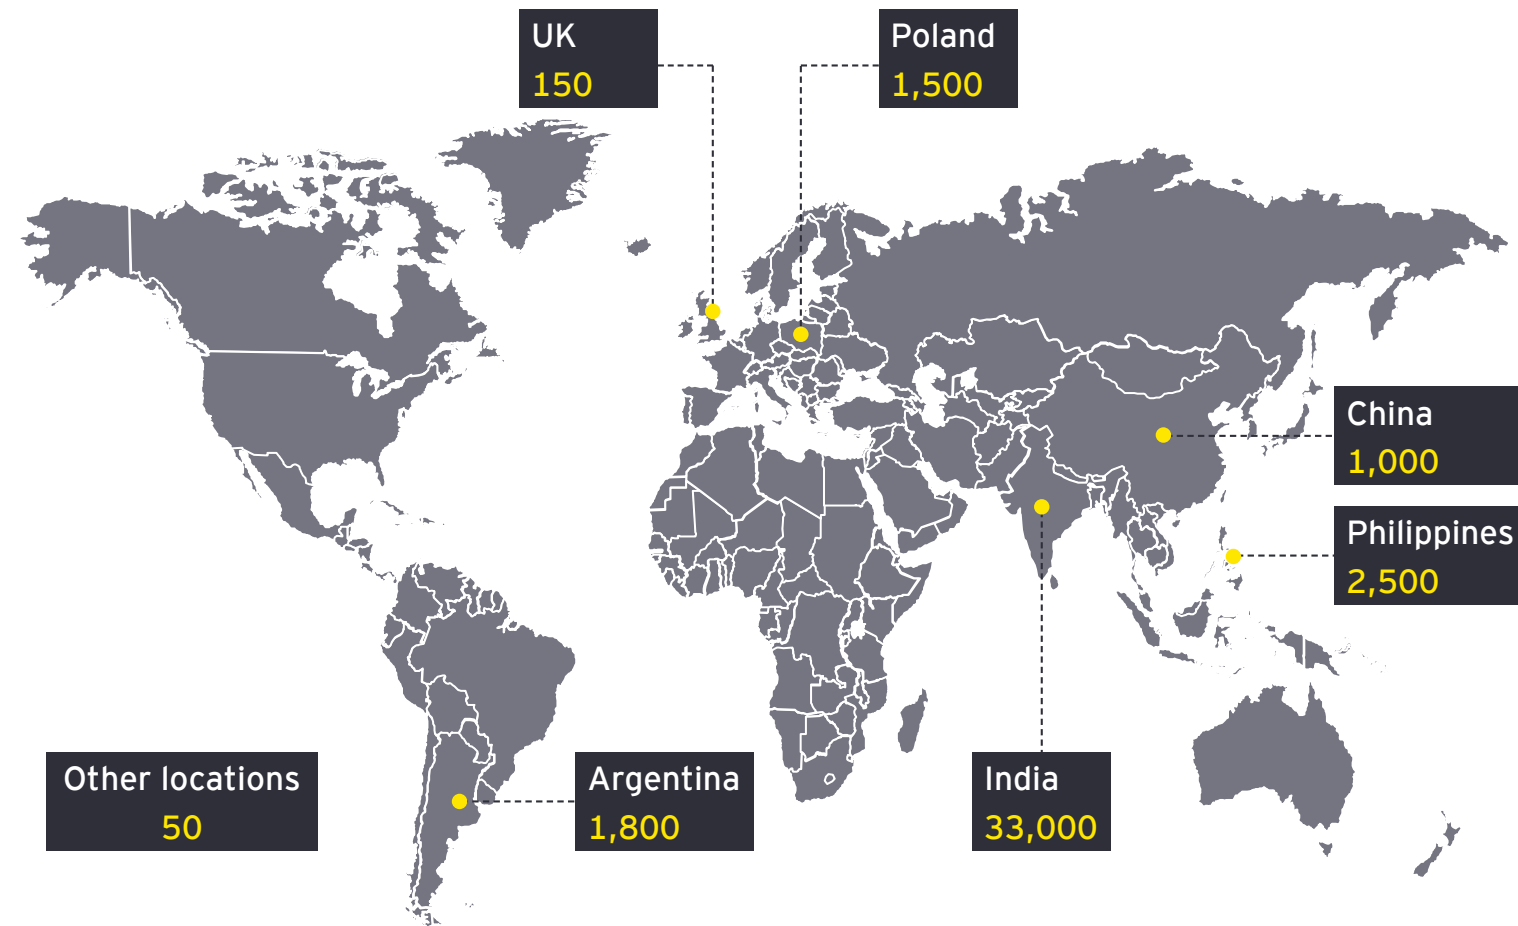 UK
150
Poland
1,500
China
1,000
Philippines
2,500
Other locations
50
Argentina
1,800
India
33,000